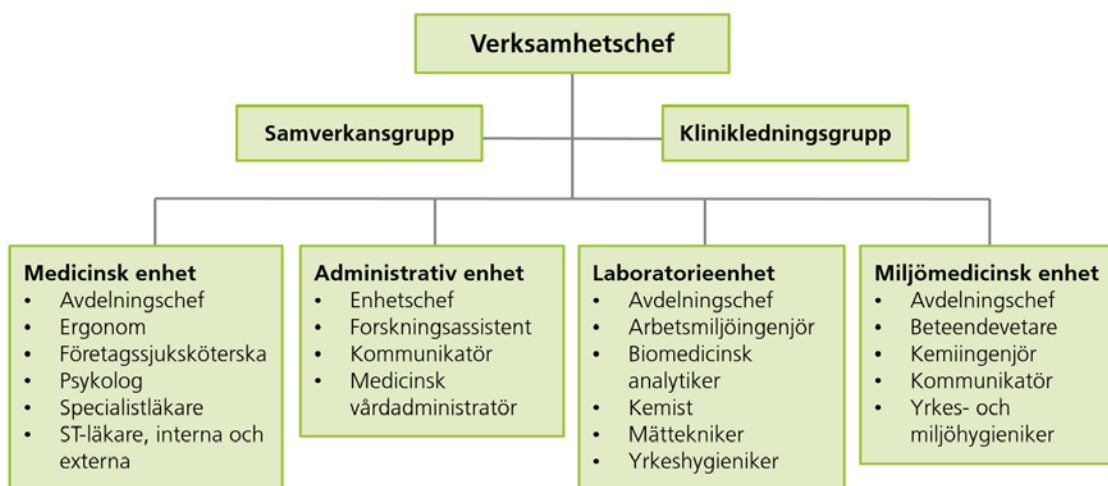 Verksamhetschef
Samverkansgrupp
Klinikledningsgrupp
Medicinsk enhet
• Avdelningschef
• Ergonom
• Företagssjuksköterska
• Psykolog
• Specialistläkare
• ST-läkare, interna och
externa
Administrativ enhet
• Enhetschef
• Forskningsassistent
• Kommunikatör
• Medicinsk
vårdadministratör
Laboratorieenhet
• Avdelningschef
• Arbetsmiljöingenjör
• Biomedicinsk
analytiker
• Kemist
• Mättekniker
• Yrkeshygieniker
Miljömedicinsk enhet
• Avdelningschef
• Beteendevetare
• Kemiingenjör
• Kommunikatör
• Yrkes- och
miljöhygieniker